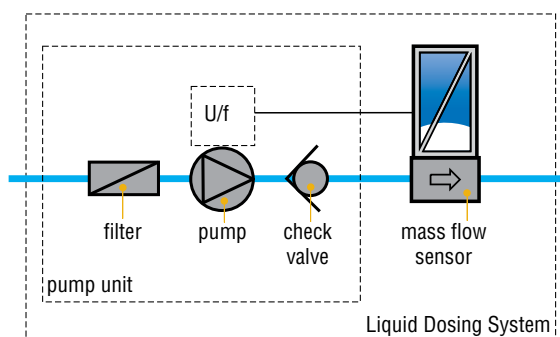 U/f
filter
pump
check
valve
mass flow
sensor
pump unit
Liquid Dosing System